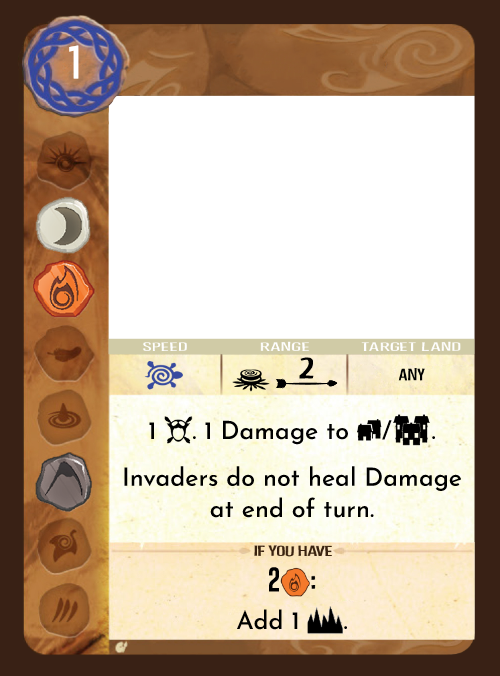 1
SPEED RANGE TARGET LAND
2 ANY
1 . 1 Damage to / .
Invaders do not heal Damage
at end of turn.
IF YOU HAVE
2 :
Add 1 .